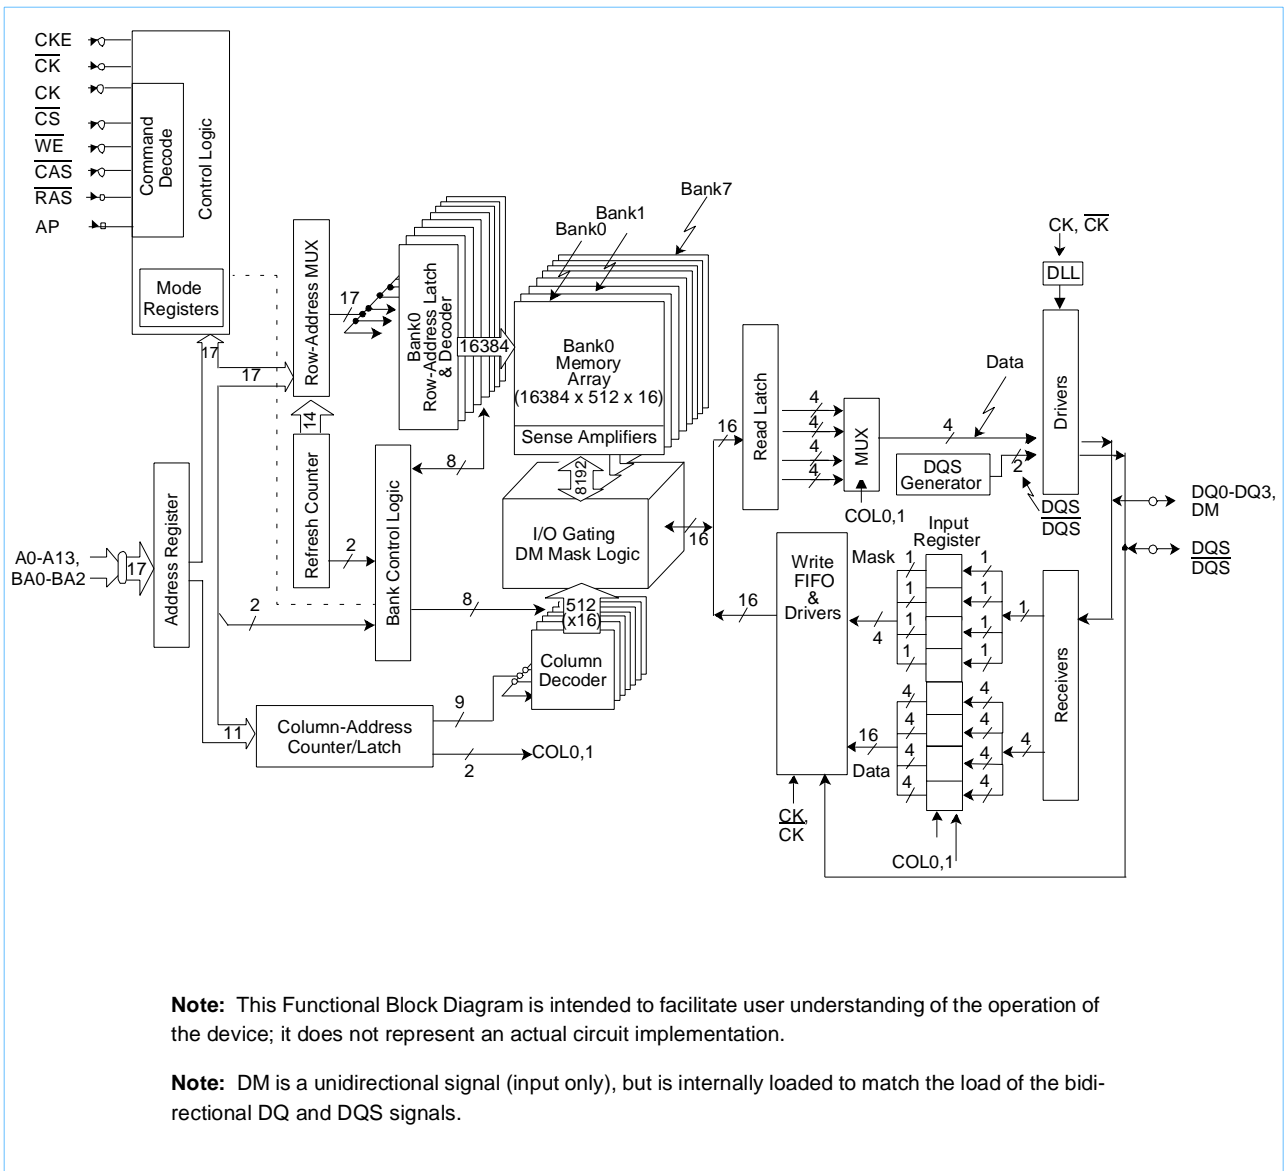 CKE
CK
CK
CS
WE
CAS
RAS
AP
Command
Decode
Control Logic
Mode
Registers
17
17
Row-Address MUX
14
Refresh Counter
17
Bank0
Row-Address Latch
& Decoder
16384
Bank7
Bank1
Bank0
Bank0
Memory
Array
(16384 x 512 x 16)
Sense Amplifiers
8192
8
2
Bank Control Logic
I/O Gating
DM Mask Logic
16
A0-A13,
BA0-BA2
17
Address Register
2
8
512
(x16)
Column
Decoder
9
11
Column-Address
Counter/Latch
2
COL0,1
16
Read Latch
4
4
4
4
MUX
COL0,1
4
Data
DQS
Generator
2
DQS
DQS
CK, CK
DLL
Drivers
DQ0-DQ3,
DM
DQS
DQS
16
Write
FIFO
&
Drivers
Mask
Input
Register
1
1
1
1
1
1
1
1
1
4
4
4
4
4
4
4
4
4
4
16
Data
Receivers
CK,
CK
COL0,1
Note: This Functional Block Diagram is intended to facilitate user understanding of the operation of
the device; it does not represent an actual circuit implementation.
Note: DM is a unidirectional signal (input only), but is internally loaded to match the load of the bidi-
rectional DQ and DQS signals.